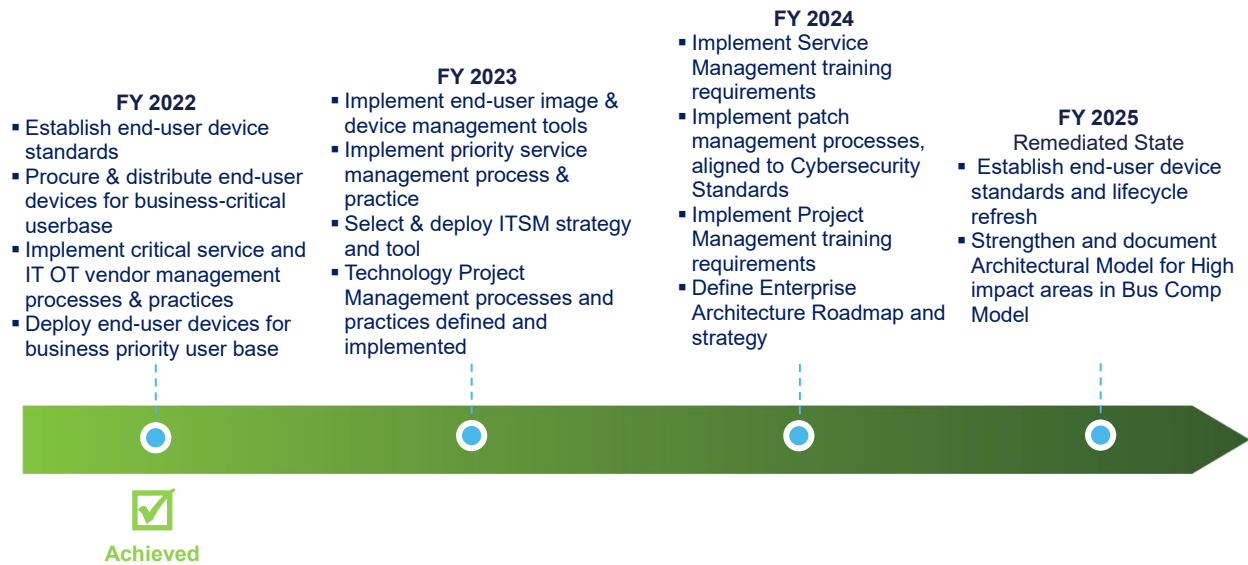 FY 2022
▪ Establish end-user device
standards
▪ Procure & distribute end-user
devices for business-critical
userbase
▪ Implement critical service and
IT OT vendor management
processes & practices
▪ Deploy end-user devices for
business priority user base
FY 2023
▪ Implement end-user image &
device management tools
▪ Implement priority service
management process &
practice
▪ Select & deploy ITSM strategy
and tool
▪ Technology Project
Management processes and
practices defined and
implemented
FY 2024
▪ Implement Service
Management training
requirements
▪ Implement patch
management processes,
aligned to Cybersecurity
Standards
▪ Implement Project
Management training
requirements
▪ Define Enterprise
Architecture Roadmap and
strategy
FY 2025
Remediated State
▪ Establish end-user device
standards and lifecycle
refresh
▪ Strengthen and document
Architectural Model for High
impact areas in Bus Comp
Model
Achieved